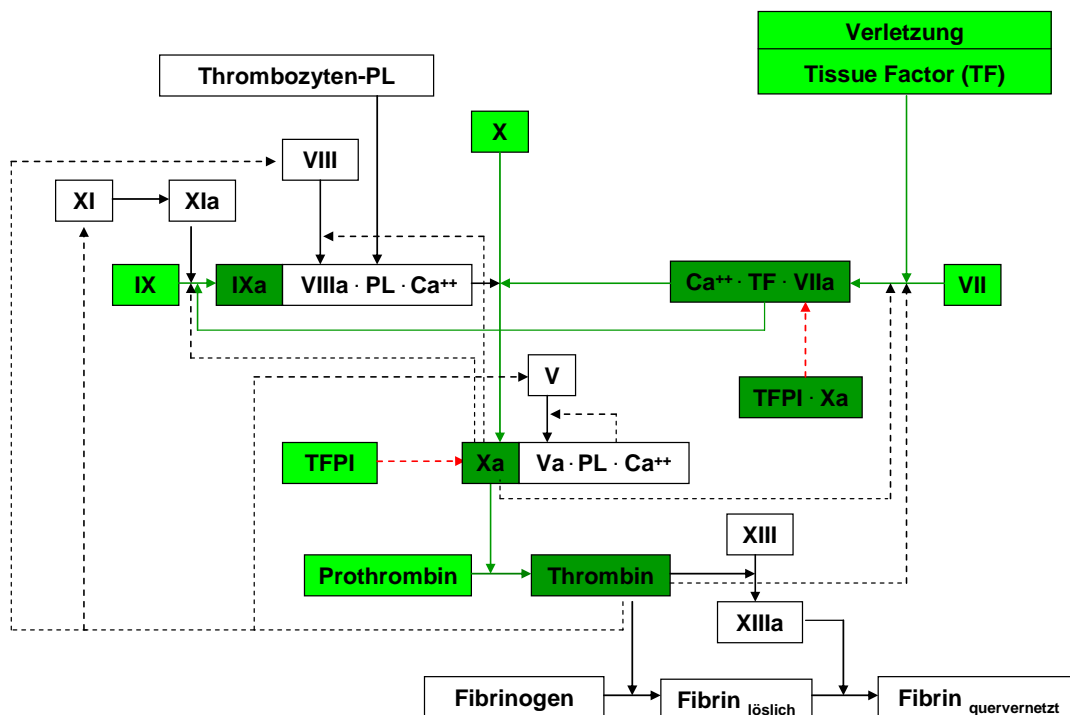 Verletzung
Tissue Factor (TF)
Thrombozyten-PL
X
VIII
XI
XIa
IX
IXa
VIIIa · PL · Ca⁺⁺
Ca⁺⁺ · TF · VIIa
VII
V
TFPI · Xa
TFPI
Xa
Va · PL · Ca⁺⁺
XIII
Prothrombin
Thrombin
XIIIa
Fibrinogen
Fibrin löslich
Fibrin quervernetzt